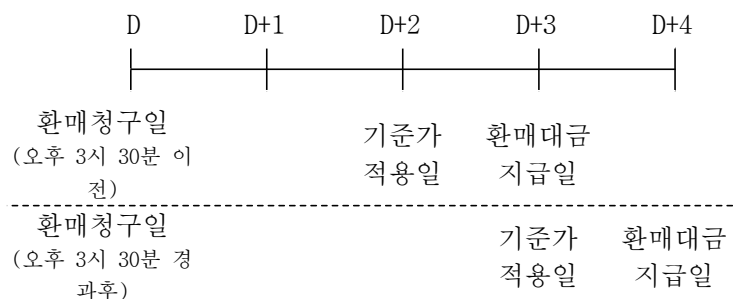 D D+1 D+2 D+3 D+4
환매청구일
(오후 3시 30분 이
전)
기준가
적용일
환매대금
지급일
환매청구일
(오후 3시 30분 경
과후)
기준가
적용일
환매대금
지급일